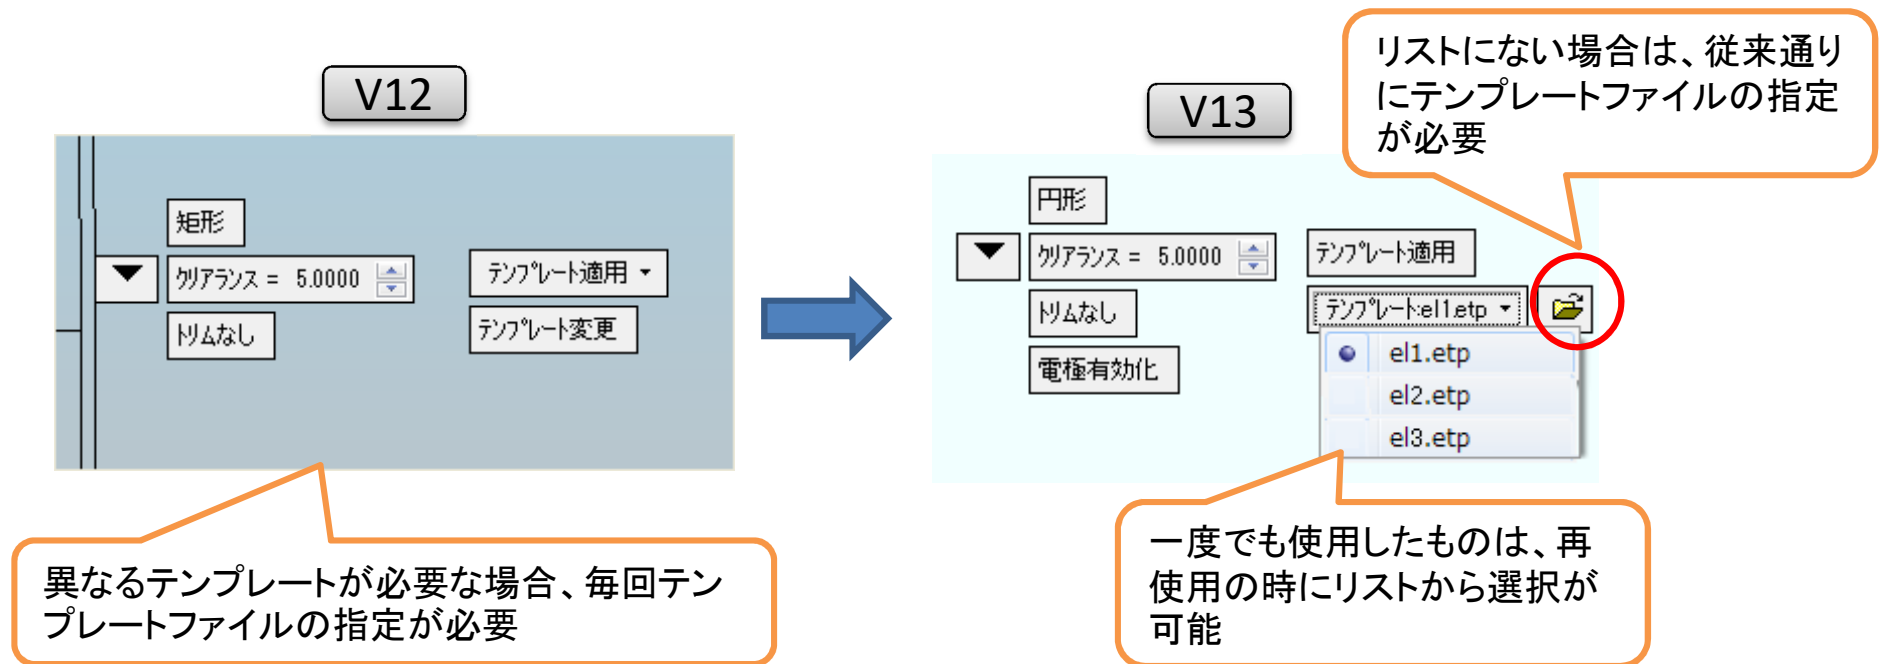 V12
矩形
クリアランス = 5.0000
トリムなし
テンプレート適用
テンプレート変更
異なるテンプレートが必要な場合、毎回テン
プレートファイルの指定が必要
V13
円形
クリアランス = 5.0000
トリムなし
電極有効化
テンプレート適用
テンプレート:el1.etp
el1.etp
el2.etp
el3.etp
リストにない場合は、従来通り
にテンプレートファイルの指定
が必要
一度でも使用したものは、再
使用の時にリストから選択が
可能